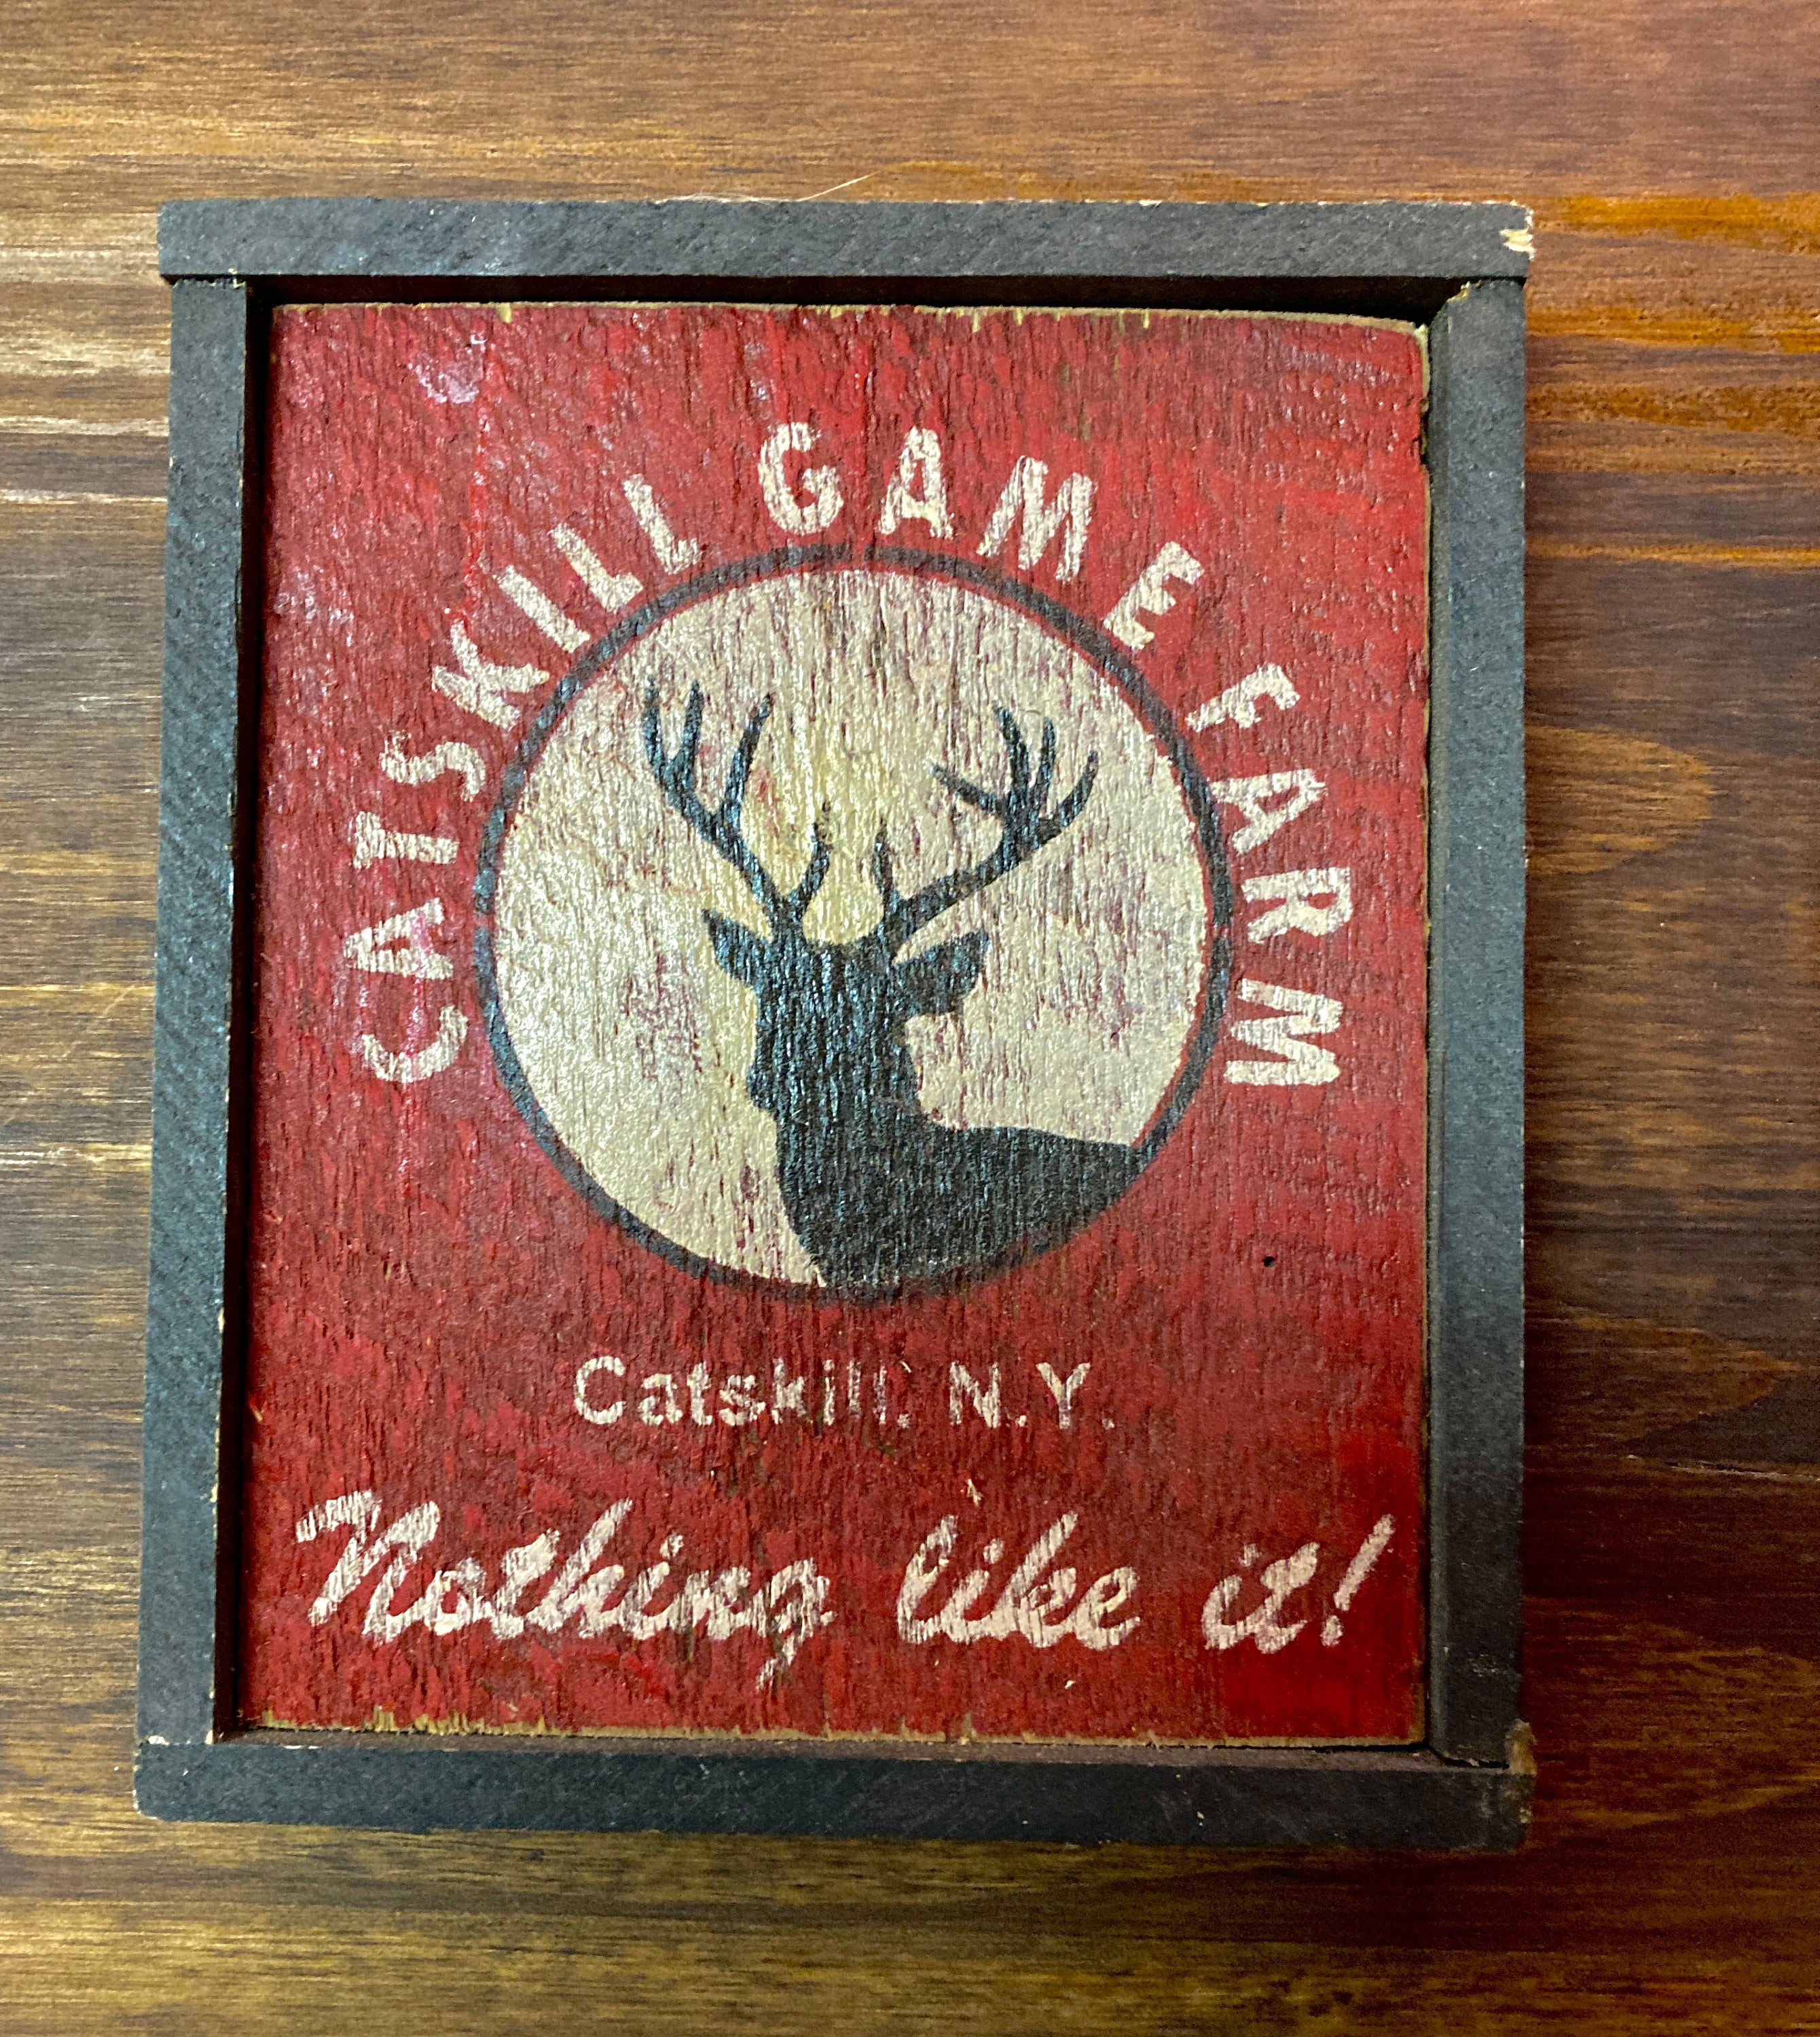 CATSKILL GAME FARM
Catskill, N.Y.
Nothing like it!